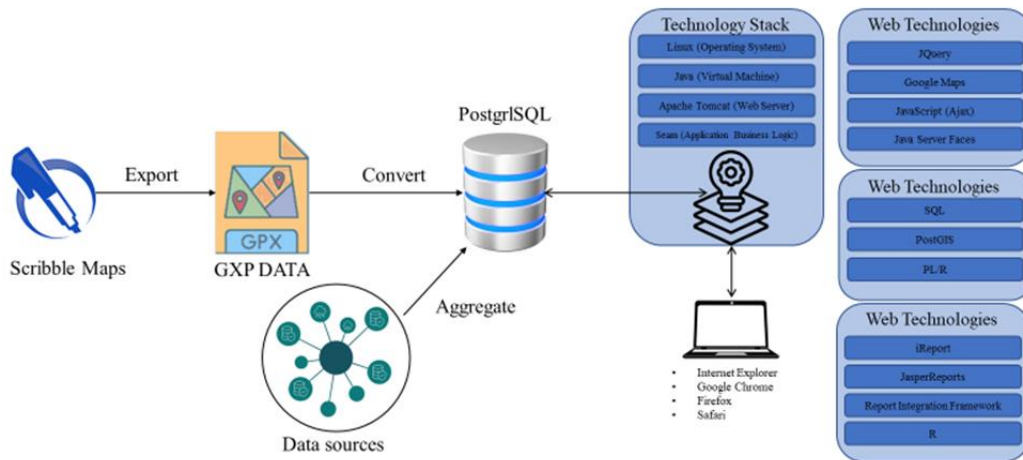 Scribble Maps
Export
GPX
GXP DATA
Convert
PostgrlSQL
Aggregate
Data sources
Technology Stack
Linux (Operating System)
Java (Virtual Machine)
Apache Tomcat (Web Server)
Seam (Application Business Logic)
• Internet Explorer
• Google Chrome
• Firefox
• Safari
Web Technologies
JQuery
Google Maps
JavaScript (Ajax)
Java Server Faces
Web Technologies
SQL
PostGIS
PL/R
Web Technologies
iReport
JasperReports
Report Integration Framework
R